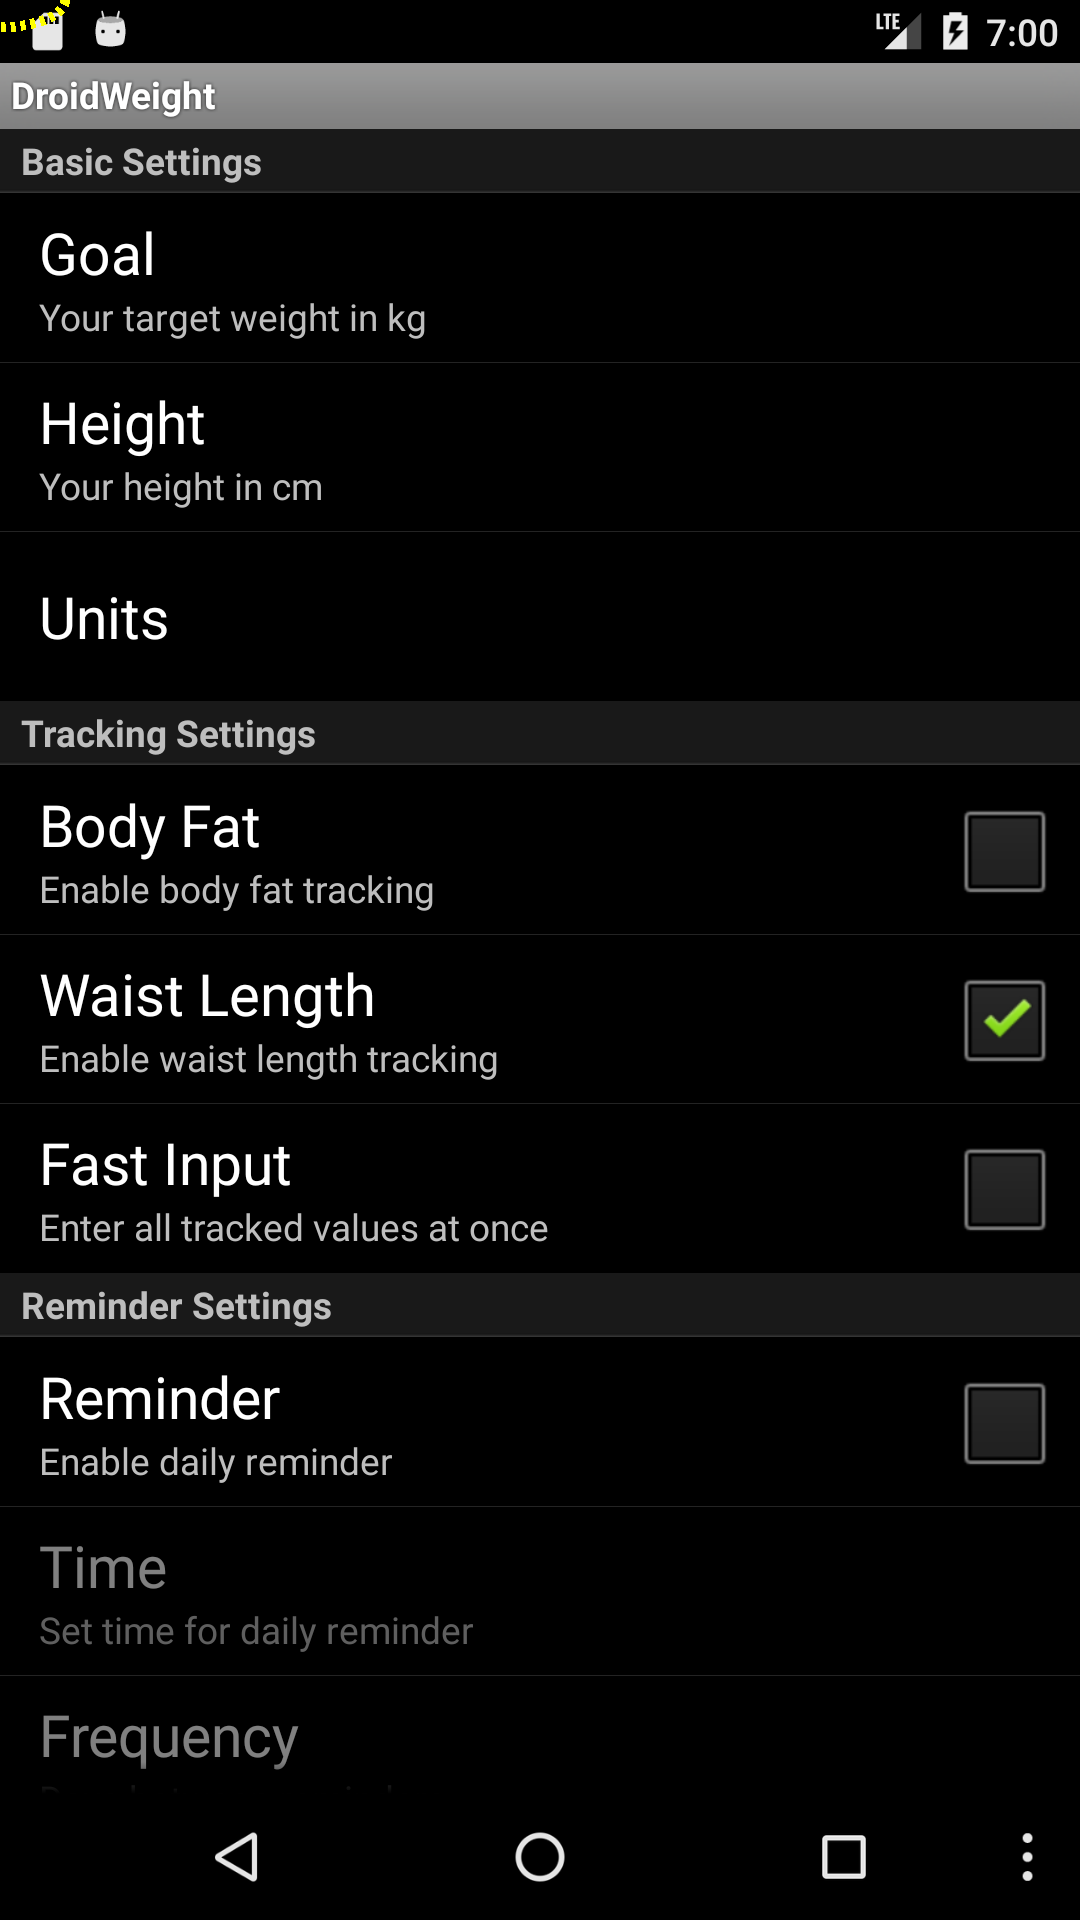 LTE 7:00
DroidWeight
Basic Settings
Goal
Your target weight in kg
Height
Your height in cm
Units
Tracking Settings
Body Fat
Enable body fat tracking
Waist Length
Enable waist length tracking
Fast Input
Enter all tracked values at once
Reminder Settings
Reminder
Enable daily reminder
Time
Set time for daily reminder
Frequency